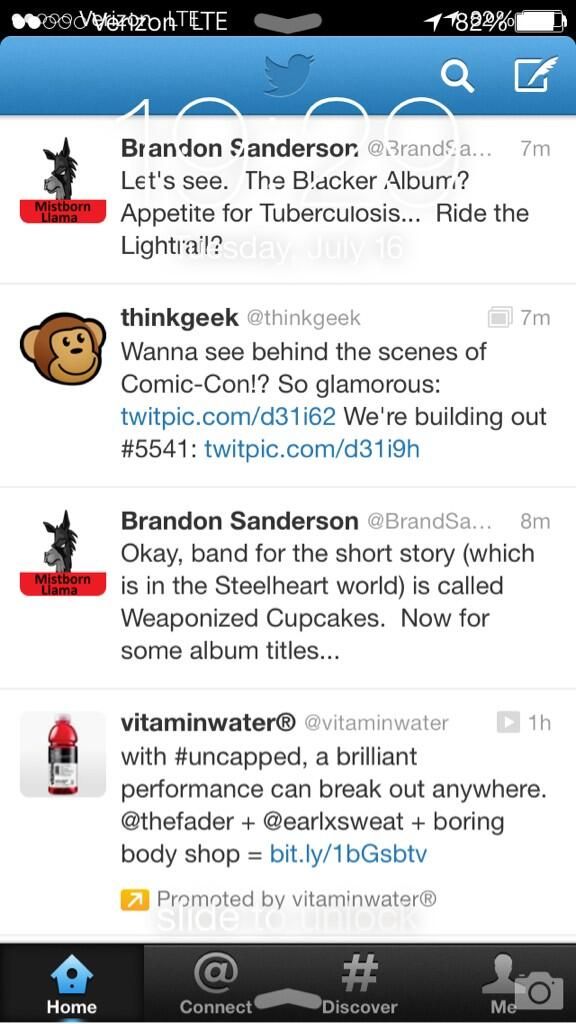 Verizon LTE
82%
19:29
Tuesday, July 16
Mistborn
Llama
Brandon Sanderson @BrandSa... 7m
Let's see. The Blacker Album?
Appetite for Tuberculosis... Ride the
Lightrail?
thinkgeek @thinkgeek 7m
Wanna see behind the scenes of
Comic-Con!? So glamorous:
twitpic.com/d31i62 We're building out
#5541: twitpic.com/d31i9h
Mistborn
Llama
Brandon Sanderson @BrandSa... 8m
Okay, band for the short story (which
is in the Steelheart world) is called
Weaponized Cupcakes. Now for
some album titles...
vitaminwater® @vitaminwater 1h
with #uncapped, a brilliant
performance can break out anywhere.
@thefader + @earlxsweat + boring
body shop = bit.ly/1bGsbtv
Promoted by vitaminwater®
slide to unlock
Home @ Connect # Discover Me